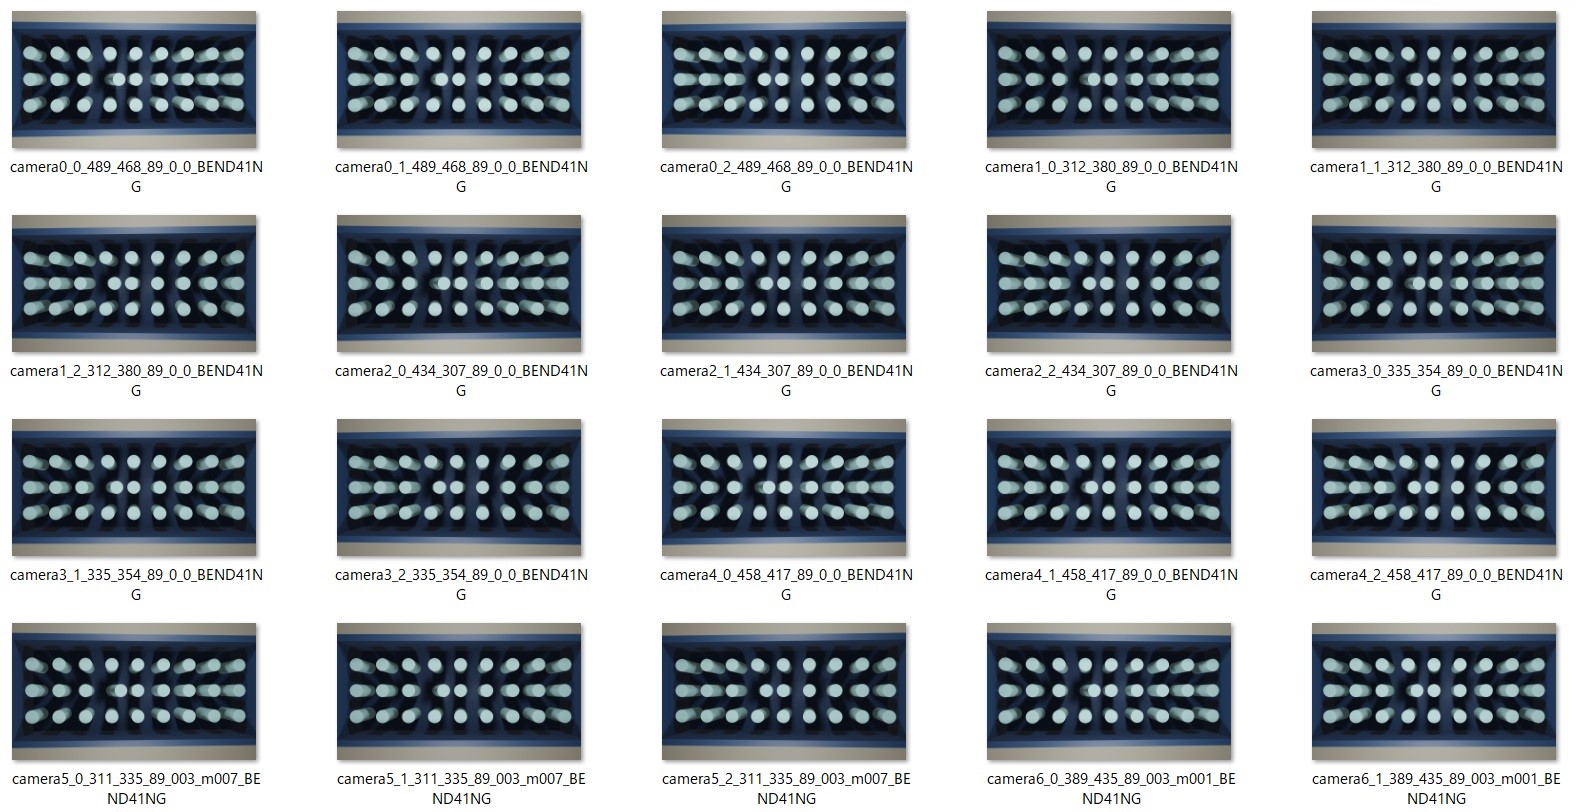 camera0_0_489_468_89_0_0_BEND41N
G
camera0_1_489_468_89_0_0_BEND41N
G
camera0_2_489_468_89_0_0_BEND41N
G
camera1_0_312_380_89_0_0_BEND41N
G
camera1_1_312_380_89_0_0_BEND41N
G
camera1_2_312_380_89_0_0_BEND41N
G
camera2_0_434_307_89_0_0_BEND41N
G
camera2_1_434_307_89_0_0_BEND41N
G
camera2_2_434_307_89_0_0_BEND41N
G
camera3_0_335_354_89_0_0_BEND41N
G
camera3_1_335_354_89_0_0_BEND41N
G
camera3_2_335_354_89_0_0_BEND41N
G
camera4_0_458_417_89_0_0_BEND41N
G
camera4_1_458_417_89_0_0_BEND41N
G
camera4_2_458_417_89_0_0_BEND41N
G
camera5_0_311_335_89_003_m007_BE
ND41NG
camera5_1_311_335_89_003_m007_BE
ND41NG
camera5_2_311_335_89_003_m007_BE
ND41NG
camera6_0_389_435_89_003_m001_BE
ND41NG
camera6_1_389_435_89_003_m001_BE
ND41NG